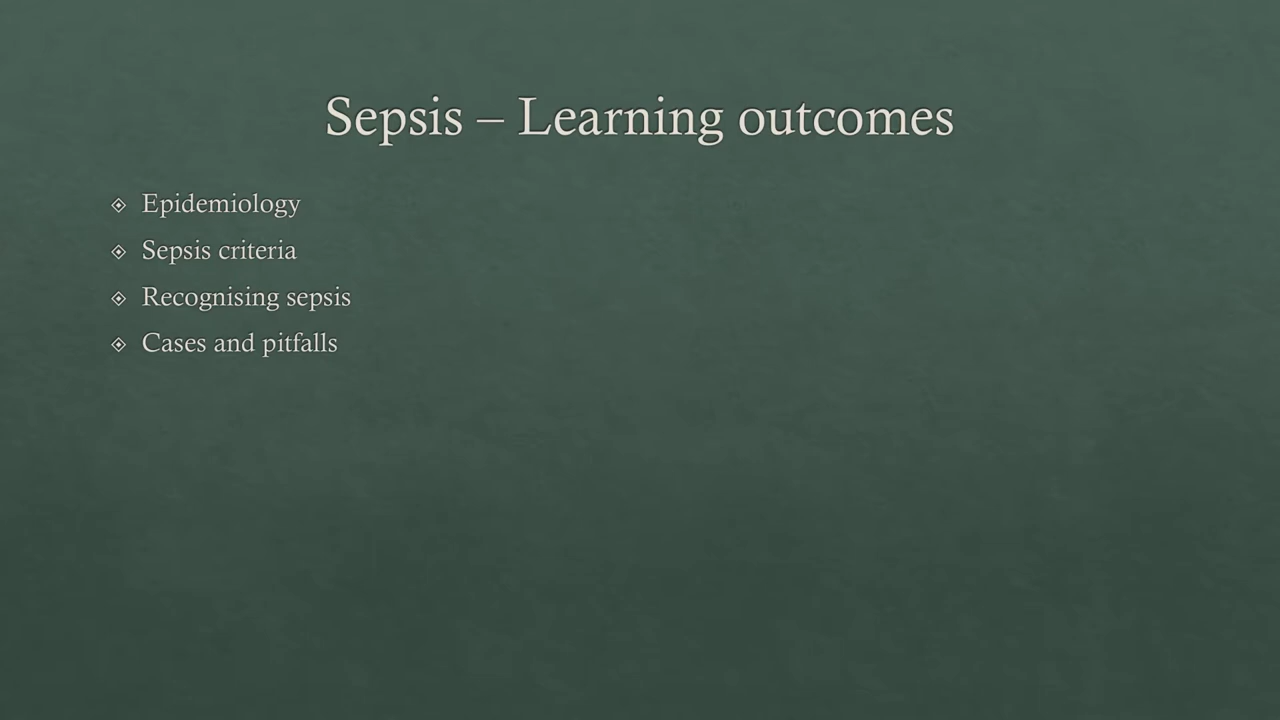 Sepsis – Learning outcomes
Epidemiology
Sepsis criteria
Recognising sepsis
Cases and pitfalls